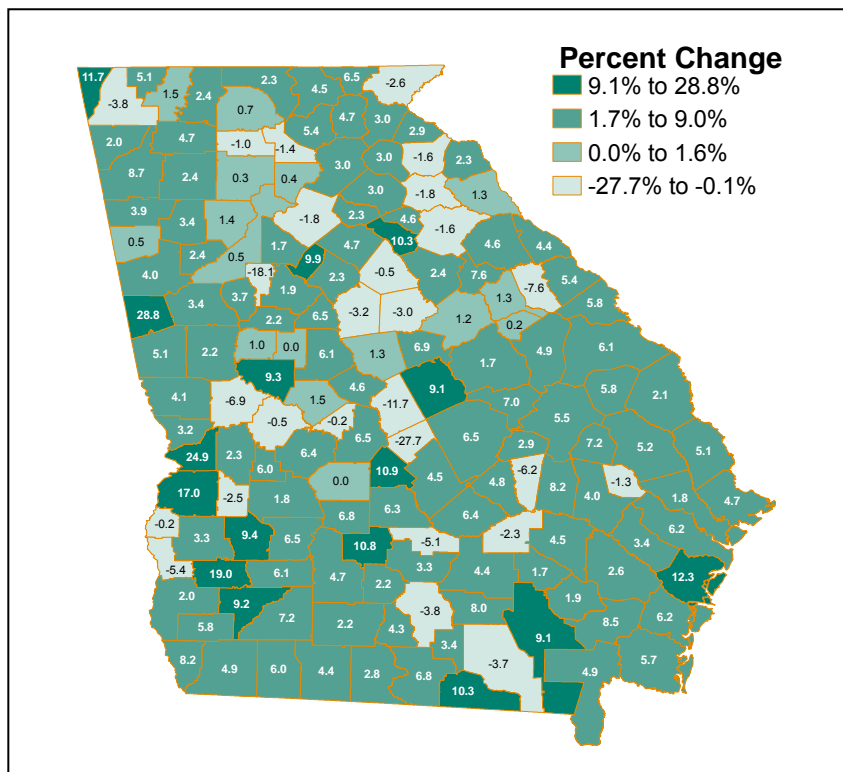 Percent Change
9.1% to 28.8%
1.7% to 9.0%
0.0% to 1.6%
-27.7% to -0.1%
11.7 5.1 2.3 6.5 -2.6
-3.8 1.5 2.4 4.5
0.7 4.7 3.0
2.0 4.7 -1.0 -1.4 5.4 2.9
8.7 2.4 0.3 0.4 3.0 3.0 -1.6 2.3
3.0 -1.8 1.3
3.9 3.4 1.4 -1.8 2.3 4.6 -1.6
0.5 2.4 0.5 1.7 4.7 10.3 4.6 4.4
4.0 -18.1 9.9 2.3 -0.5 2.4 7.6 5.4
28.8 3.4 3.7 1.9 1.3 -7.6 5.8
2.2 6.5 -3.2 -3.0 1.2 0.2
5.1 2.2 1.0 0.0 6.1 1.3 6.9 1.7 4.9 6.1
9.3 4.6 9.1 5.8 2.1
4.1 -6.9 1.5 -11.7 7.0 5.5
3.2 -0.5 -0.2 6.5 -27.7 6.5 2.9 7.2 5.2 5.1
24.9 2.3 6.0 6.4 10.9 4.5 4.8 -6.2 8.2 4.0 -1.3
17.0 -2.5 1.8 0.0 1.8 4.7
-0.2 3.3 9.4 6.5 6.8 6.3 6.4 -2.3 4.5 3.4 6.2
-5.4 10.8 -5.1
19.0 6.1 4.7 3.3 4.4 1.7 2.6 12.3
2.0 9.2 2.2 1.9
5.8 7.2 2.2 4.3 -3.8 8.0 8.5 6.2
3.4 9.1
8.2 4.9 6.0 4.4 2.8 6.8 -3.7 4.9 5.7
10.3